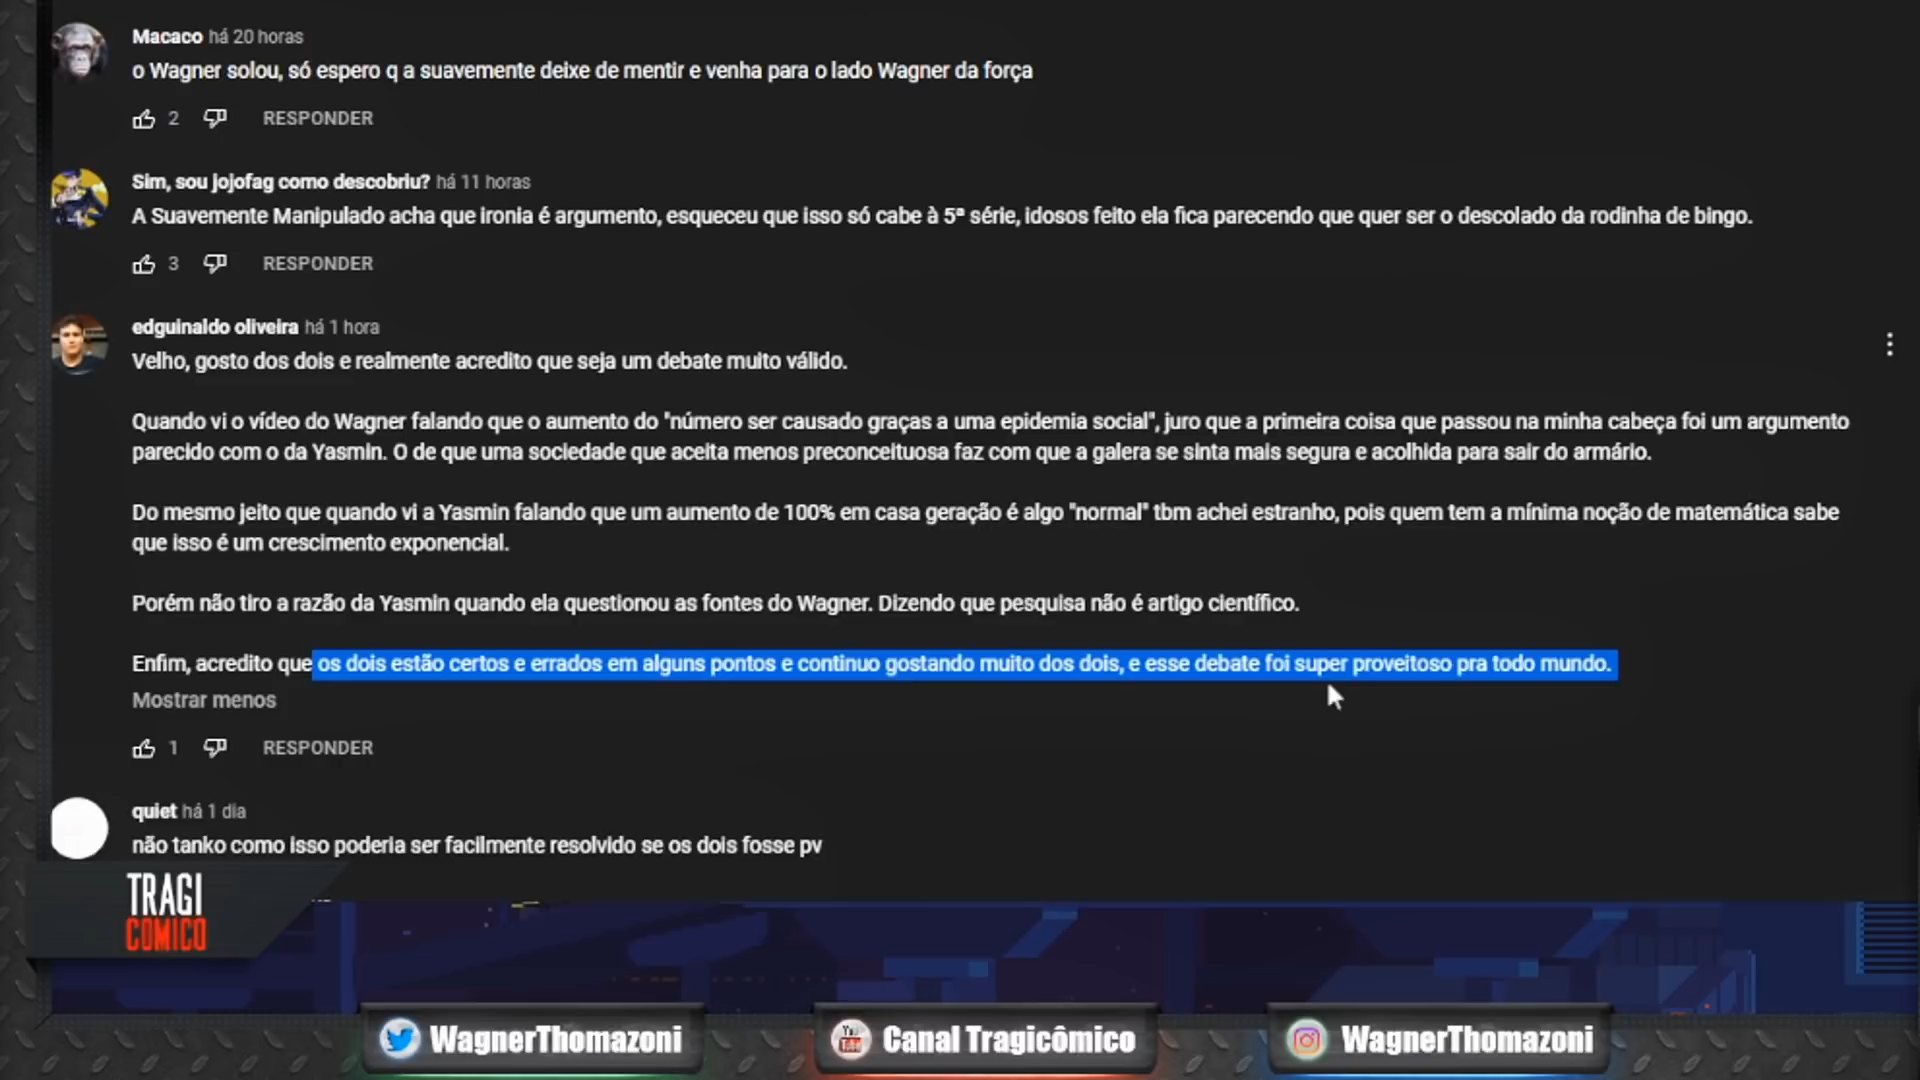 Macaco há 20 horas
o Wagner solou, só espero q a suavemente deixe de mentir e venha para o lado Wagner da força
2 RESPONDER
Sim, sou jojofag como descobriu? há 11 horas
A Suavemente Manipulado acha que ironia é argumento, esqueceu que isso só cabe à 5ª série, idosos feito ela fica parecendo que quer ser o descolado da rodinha de bingo.
3 RESPONDER
edguinaldo oliveira há 1 hora
Velho, gosto dos dois e realmente acredito que seja um debate muito válido.
Quando vi o vídeo do Wagner falando que o aumento do "número ser causado graças a uma epidemia social", juro que a primeira coisa que passou na minha cabeça foi um argumento
parecido com o da Yasmin. O de que uma sociedade que aceita menos preconceituosa faz com que a galera se sinta mais segura e acolhida para sair do armário.
Do mesmo jeito que quando vi a Yasmin falando que um aumento de 100% em casa geração é algo "normal" tbm achei estranho, pois quem tem a mínima noção de matemática sabe
que isso é um crescimento exponencial.
Porém não tiro a razão da Yasmin quando ela questionou as fontes do Wagner. Dizendo que pesquisa não é artigo científico.
Enfim, acredito que os dois estão certos e errados em alguns pontos e continuo gostando muito dos dois, e esse debate foi super proveitoso pra todo mundo.
Mostrar menos
1 RESPONDER
quiet há 1 dia
não tanko como isso poderia ser facilmente resolvido se os dois fosse pv
TRAGI
CÔMICO
WagnerThomazoni You Tube Canal Tragicômico WagnerThomazoni